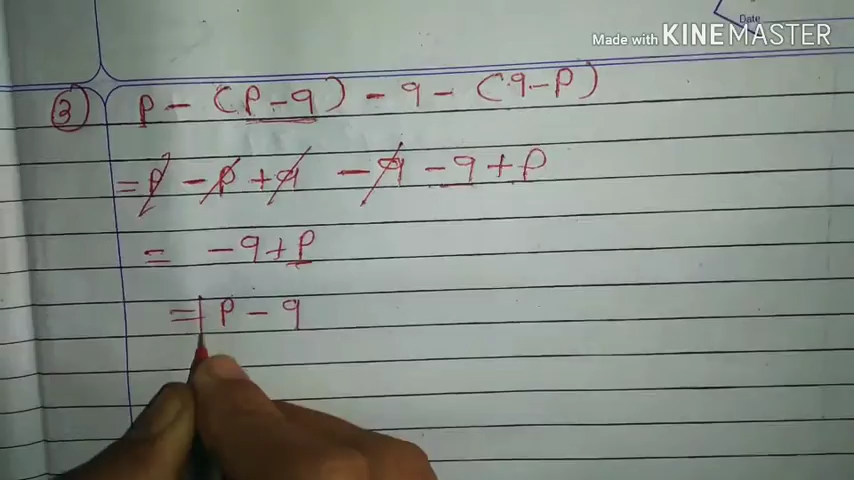 Date
Made with KINEMASTER
③ p - (p - q) - q - (q - p)
= p - p + q - q - q + p
= - q + p
= p - q